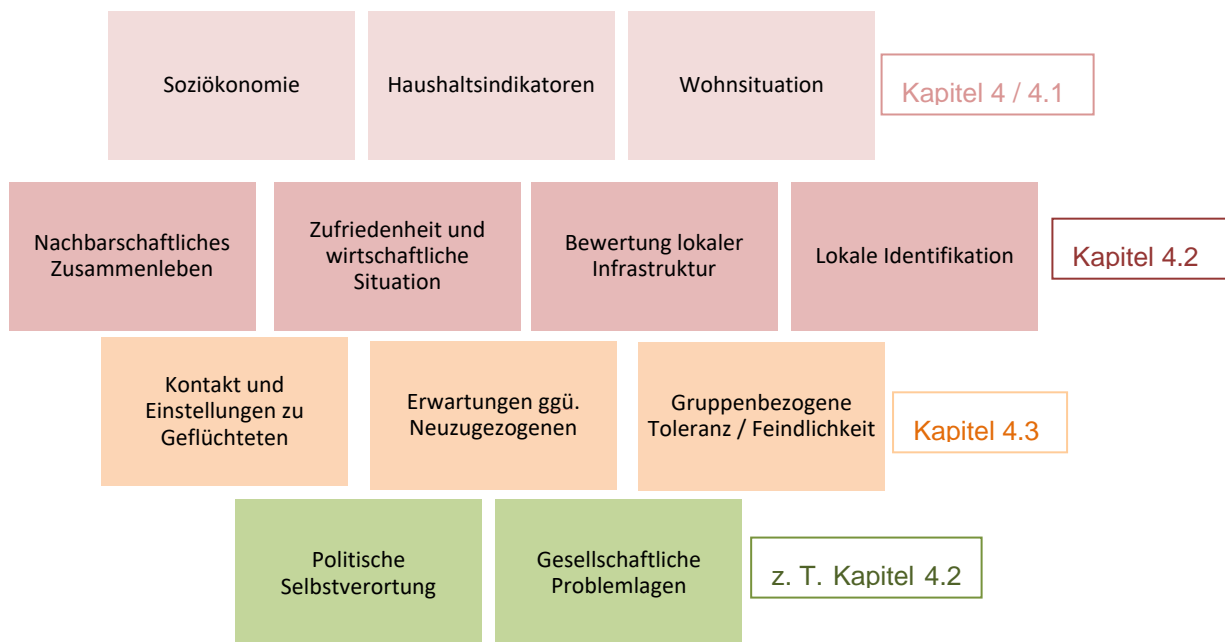 Soziökonomie
Haushaltsindikatoren
Wohnsituation
Kapitel 4 / 4.1
Nachbarschaftliches
Zusammenleben
Zufriedenheit und
wirtschaftliche
Situation
Bewertung lokaler
Infrastruktur
Lokale Identifikation
Kapitel 4.2
Kontakt und
Einstellungen zu
Geflüchteten
Erwartungen ggü.
Neuzugezogenen
Gruppenbezogene
Toleranz / Feindlichkeit
Kapitel 4.3
Politische
Selbstverortung
Gesellschaftliche
Problemlagen
z. T. Kapitel 4.2